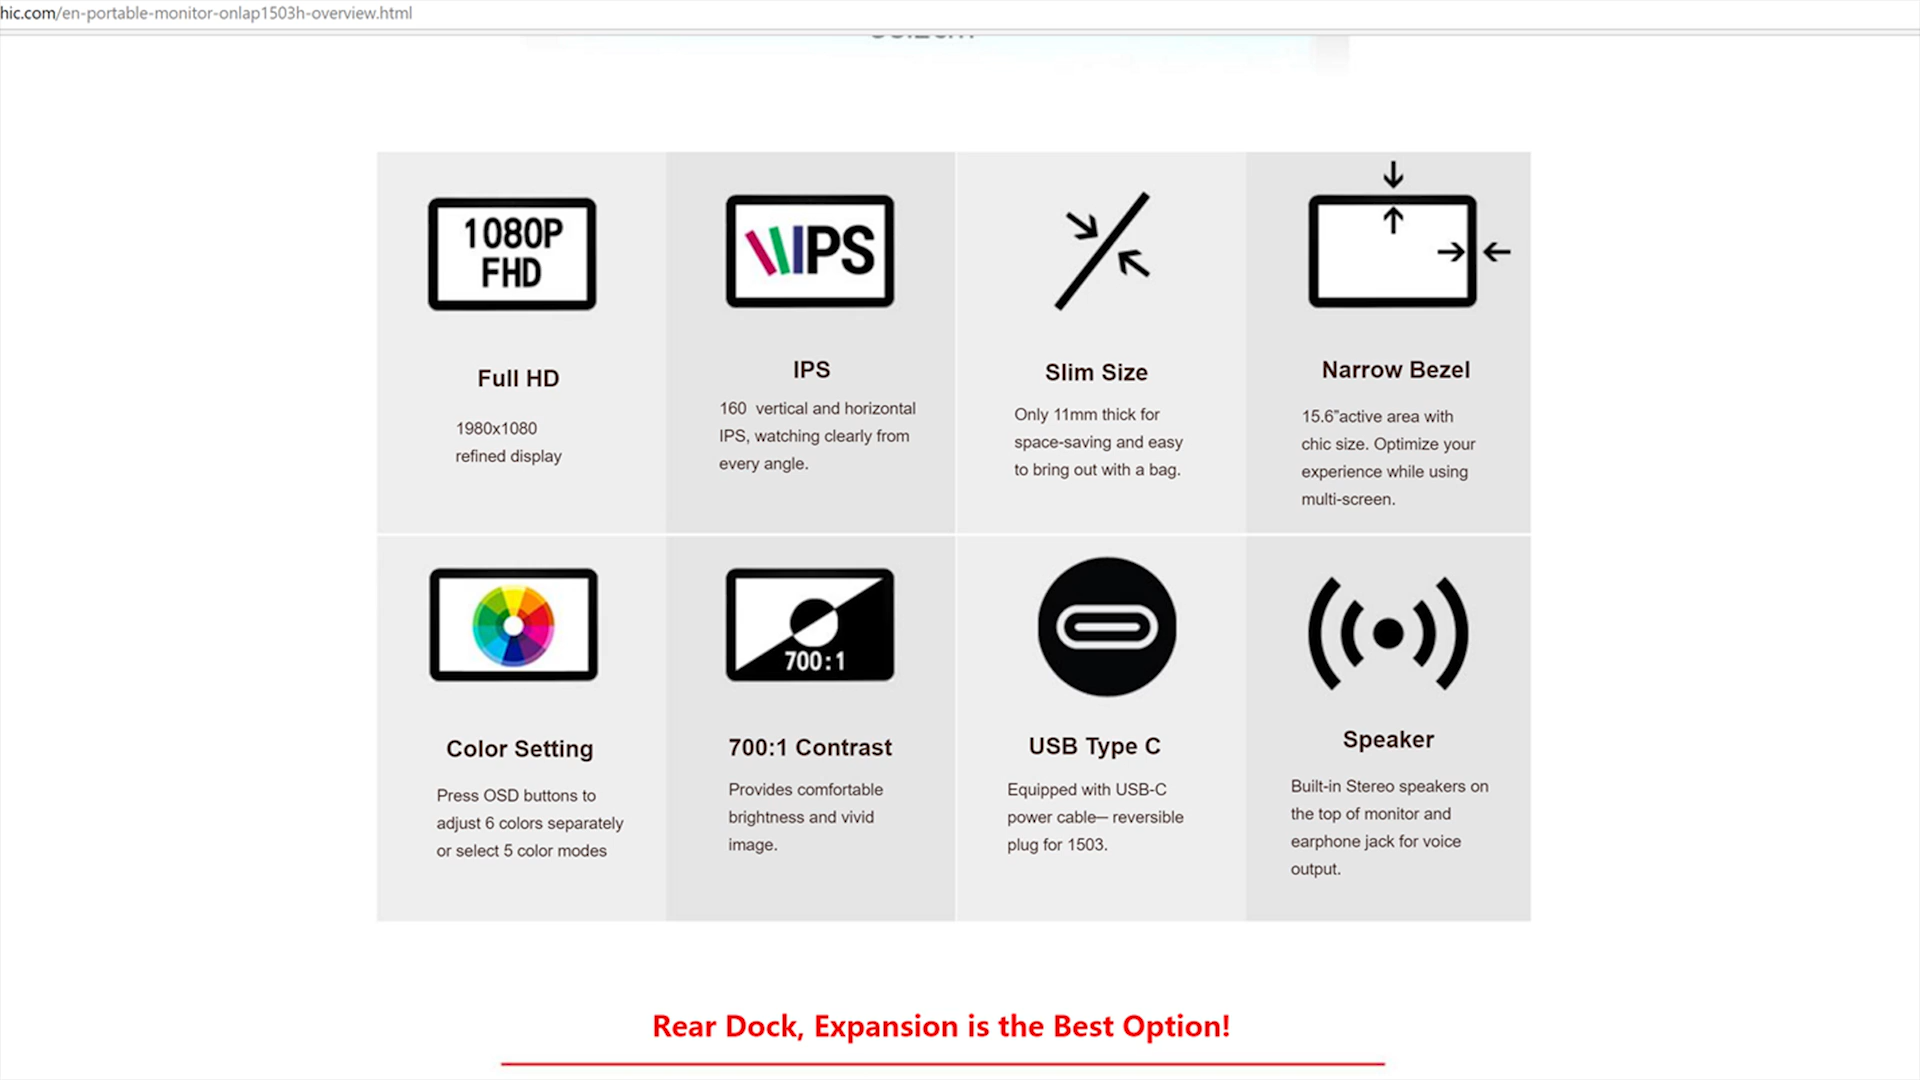 hic.com/en-portable-monitor-onlap1503h-overview.html
1080P
FHD
IPS
Full HD
1980x1080
refined display
IPS
160 vertical and horizontal
IPS, watching clearly from
every angle.
Slim Size
Only 11mm thick for
space-saving and easy
to bring out with a bag.
Narrow Bezel
15.6”active area with
chic size. Optimize your
experience while using
multi-screen.
700:1
Color Setting
Press OSD buttons to
adjust 6 colors separately
or select 5 color modes
700:1 Contrast
Provides comfortable
brightness and vivid
image.
USB Type C
Equipped with USB-C
power cable─ reversible
plug for 1503.
Speaker
Built-in Stereo speakers on
the top of monitor and
earphone jack for voice
output.
Rear Dock, Expansion is the Best Option!